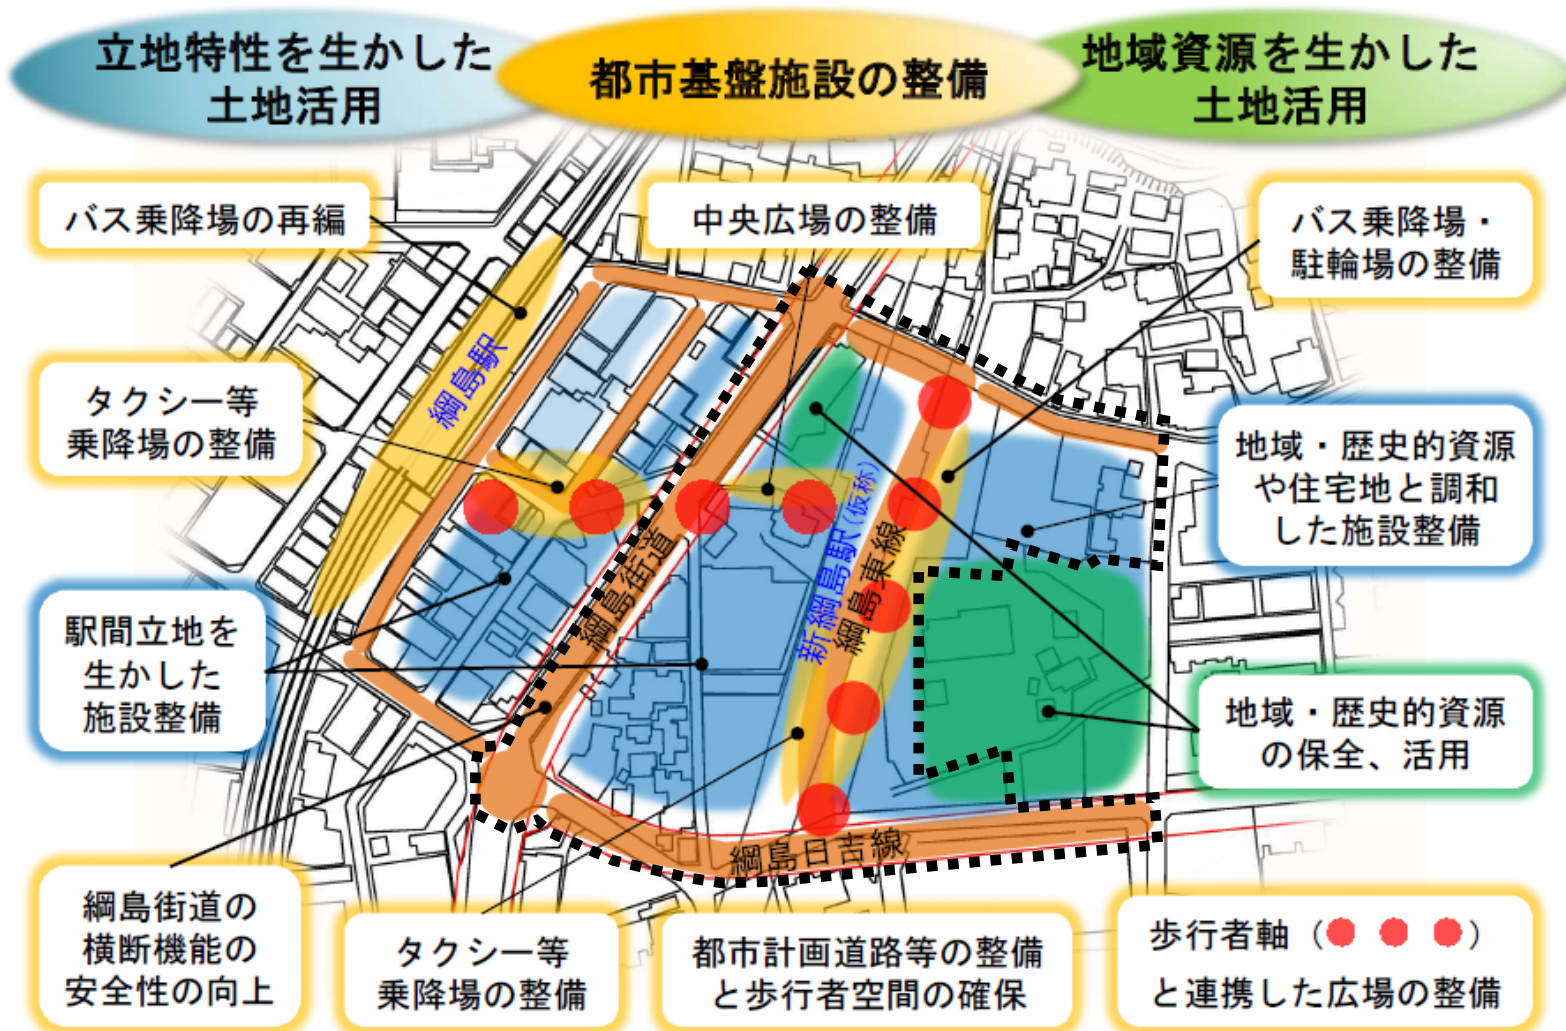 立地特性を生かした
土地活用
都市基盤施設の整備
地域資源を生かした
土地活用
バス乗降場の再編
中央広場の整備
バス乗降場・
駐輪場の整備
タクシー等
乗降場の整備
綱島駅
地域・歴史的資源
や住宅地と調和
した施設整備
駅間立地を
生かした
施設整備
綱島街道
新綱島駅(仮称)
綱島東線
地域・歴史的資源
の保全、活用
綱島日吉線
綱島街道の
横断機能の
安全性の向上
タクシー等
乗降場の整備
都市計画道路等の整備
と歩行者空間の確保
歩行者軸(● ● ●)
と連携した広場の整備